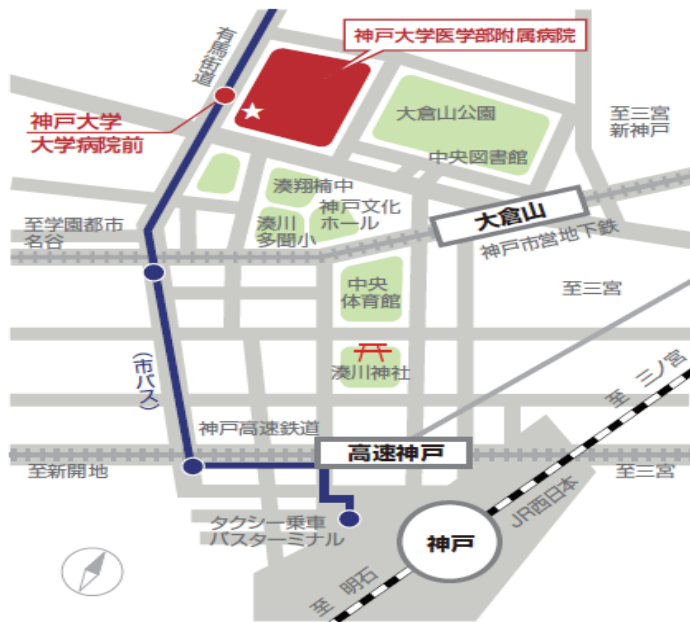 有馬街道
神戸大学医学部附属病院
神戸大学
大学病院前
大倉山公園
中央図書館
至三宮
新神戸
湊翔楠中
神戸文化
ホール
湊川
多聞小
大倉山
神戸市営地下鉄
至学園都市
名谷
中央
体育館
至三宮
(市バス)
湊川神社
至 三ノ宮
神戸高速鉄道
高速神戸
至新開地
至三宮
JR西日本
タクシー乗車
バスターミナル
神戸
至 明石